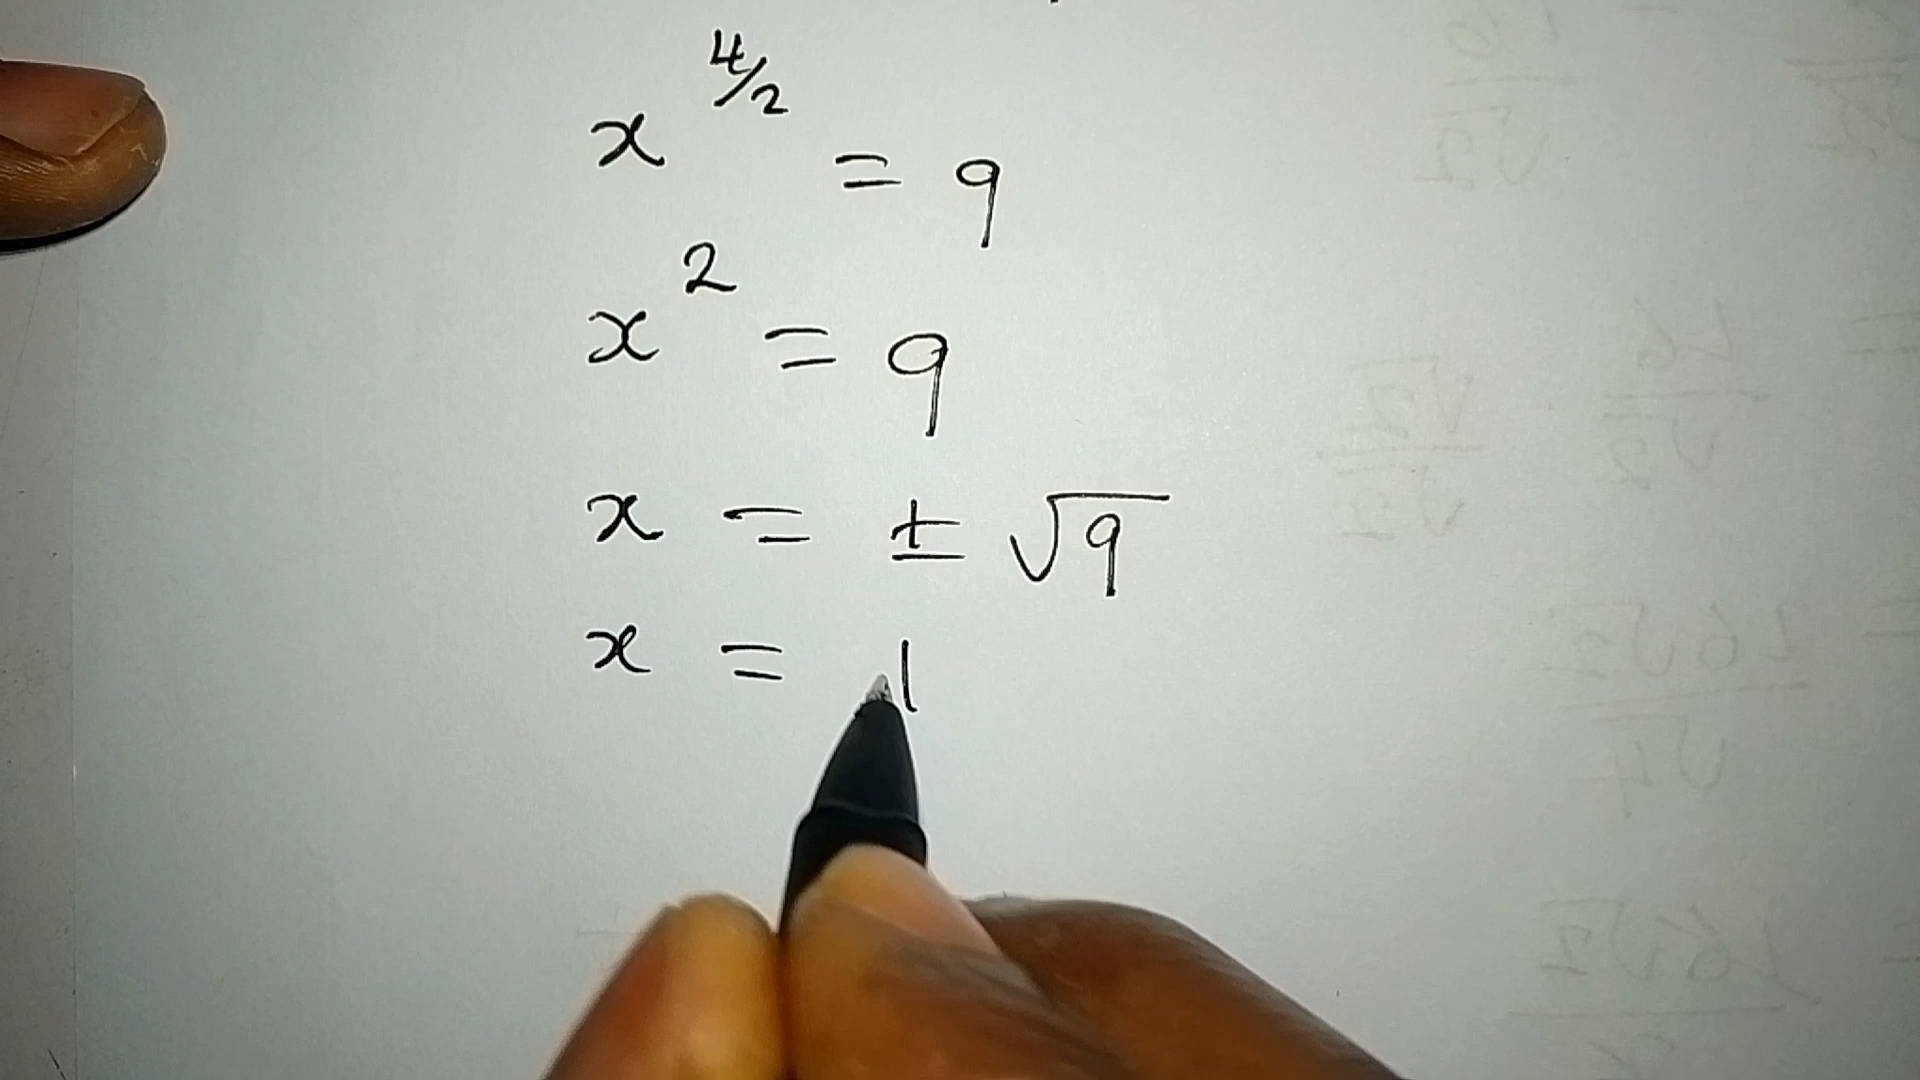 x^4/2 = 9
x^2 = 9
x = ± √9
x = 1